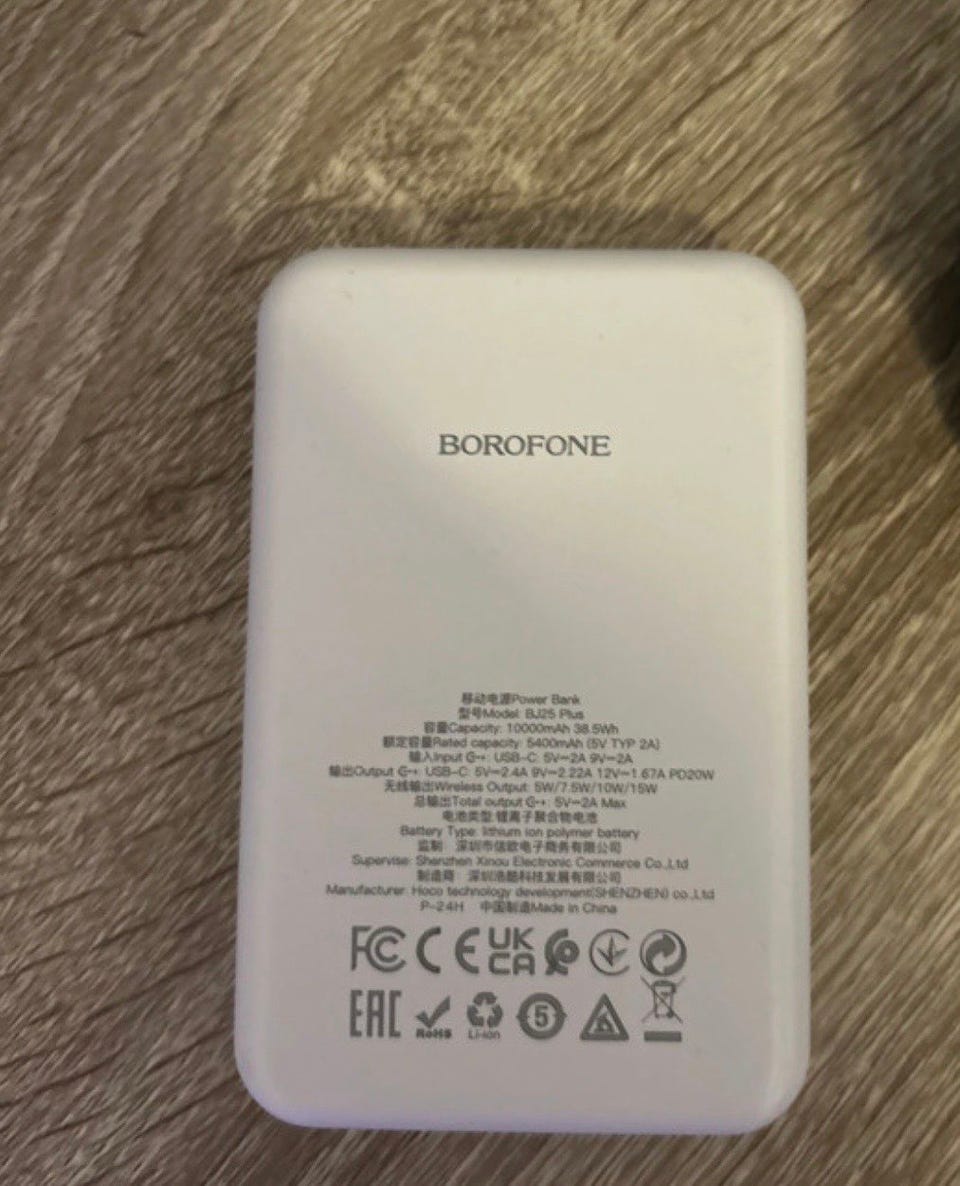 BOROFONE
移动电源Power Bank
型号Model: BJ25 Plus
容量Capacity: 10000mAh 38.5Wh
额定容量Rated capacity: 5400mAh (5V TYP 2A)
输入Input: USB-C: 5V⎓2A 9V⎓2A
输出Output: USB-C: 5V⎓2.4A 9V⎓2.22A 12V⎓1.67A PD20W
无线输出Wireless Output: 5W/7.5W/10W/15W
总输出Total output: 5V⎓2A Max
电池类型:锂离子聚合物电池
Battery Type: lithium ion polymer battery
监制：深圳市信欧电子商务有限公司
Supervise: Shenzhen Xinou Electronic Commerce Co.,Ltd
制造商：深圳浩酷科技发展有限公司
Manufacturer: Hoco technology development(SHENZHEN) co.,Ltd
P-24H 中国制造Made in China
FC CE UK CA
EAC RoHS Li-ion 5